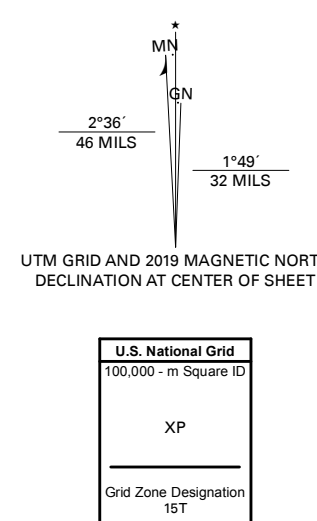 ★
MN
GN
2°36´
46 MILS
1°49´
32 MILS
UTM GRID AND 2019 MAGNETIC NORT
DECLINATION AT CENTER OF SHEET
U.S. National Grid
100,000 - m Square ID
XP
Grid Zone Designation
15T